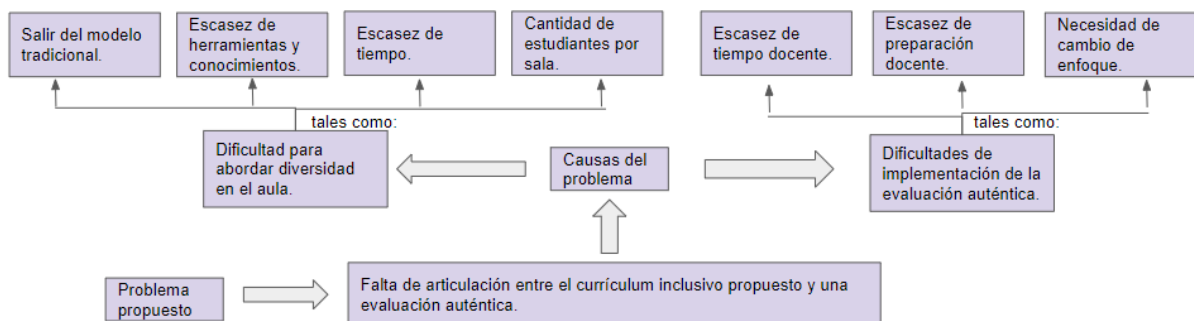 Salir del modelo
tradicional.
Escasez de
herramientas y
conocimientos.
Escasez de
tiempo.
Cantidad de
estudiantes por
sala.
Escasez de
tiempo docente.
Escasez de
preparación
docente.
Necesidad de
cambio de
enfoque.
tales como:
tales como:
Dificultad para
abordar diversidad
en el aula.
Causas del
problema
Dificultades de
implementación de la
evaluación auténtica.
Problema
propuesto
Falta de articulación entre el currículum inclusivo propuesto y una
evaluación auténtica.